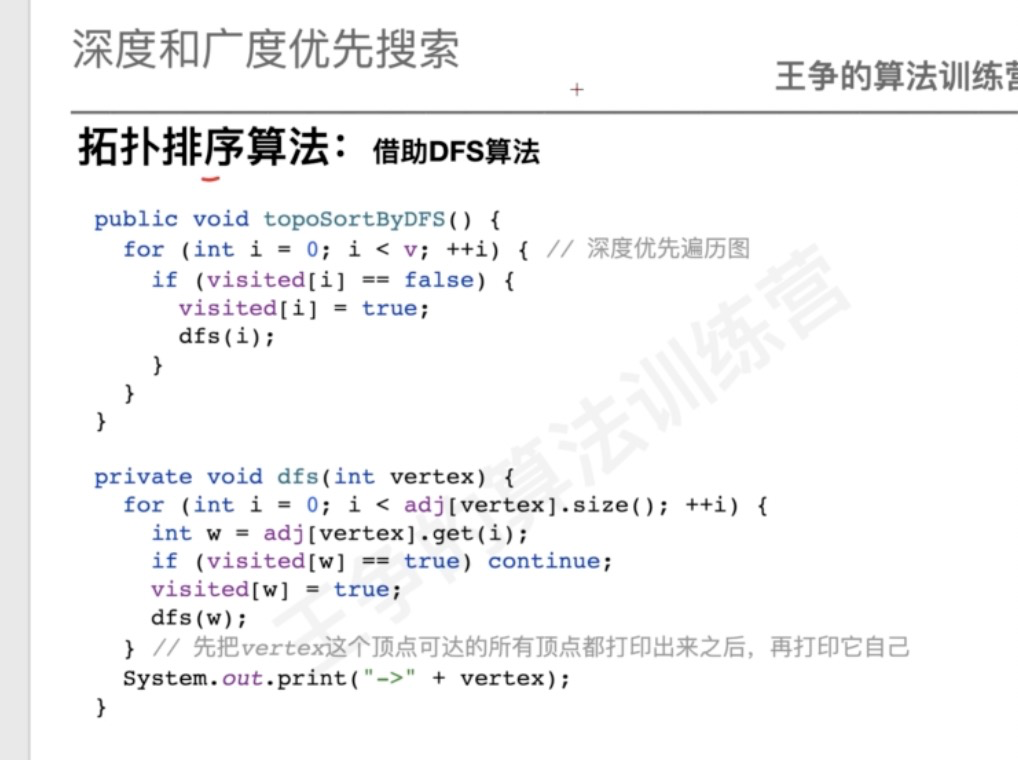 深度和广度优先搜索
王争的算法训练营
拓扑排序算法：借助DFS算法
public void topoSortByDFS() {
for (int i = 0; i < v; ++i) { // 深度优先遍历图
if (visited[i] == false) {
visited[i] = true;
dfs(i);
}
}
}
private void dfs(int vertex) {
for (int i = 0; i < adj[vertex].size(); ++i) {
int w = adj[vertex].get(i);
if (visited[w] == true) continue;
visited[w] = true;
dfs(w);
} // 先把vertex这个顶点可达的所有顶点都打印出来之后，再打印它自己
System.out.print("->" + vertex);
}
王争的算法训练营